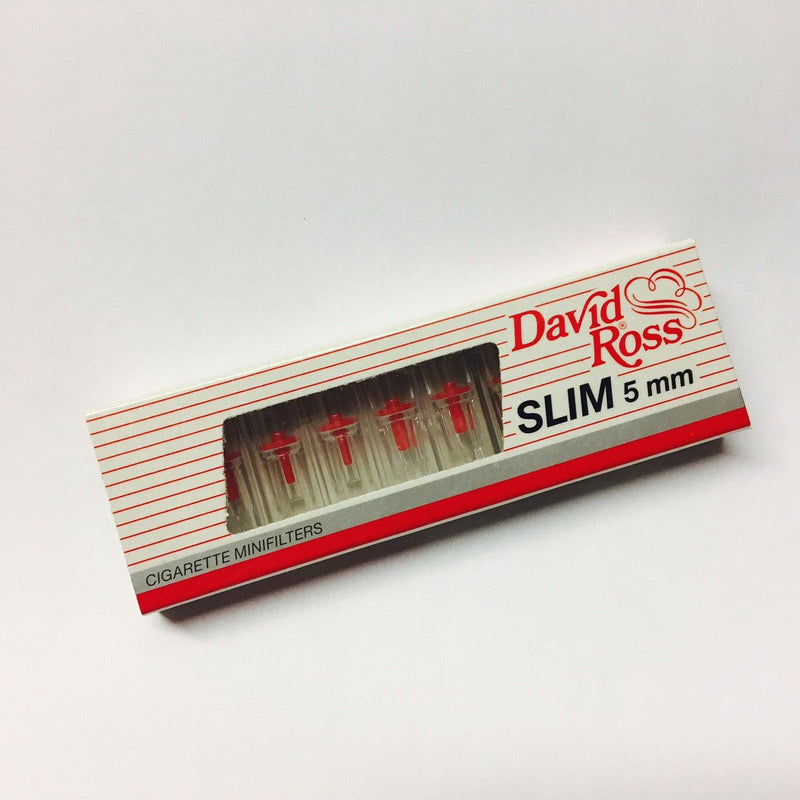 David
Ross®
SLIM 5 mm
CIGARETTE MINIFILTERS